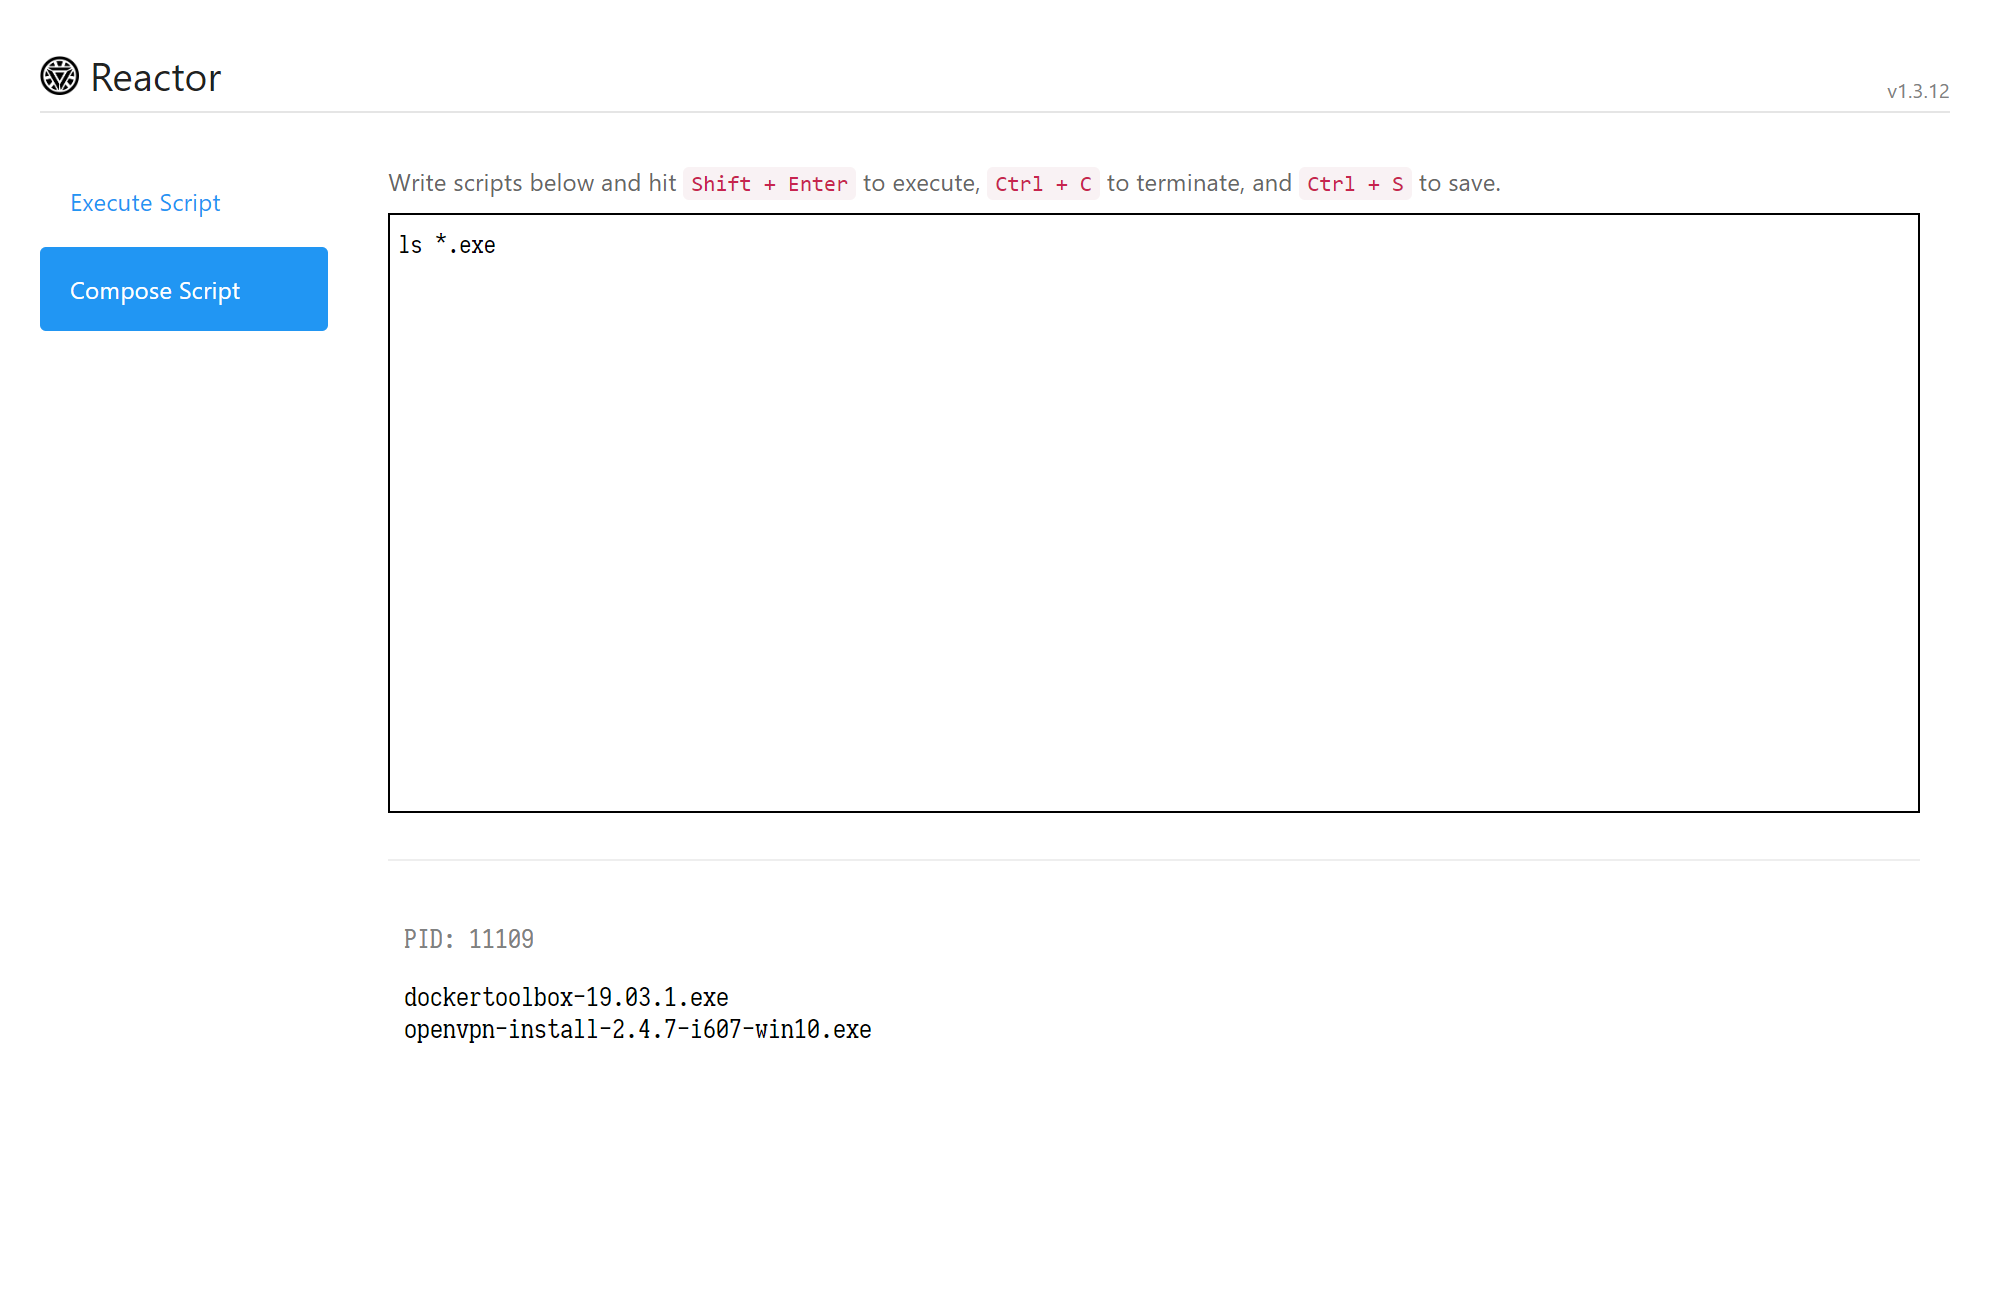 Reactor
v1.3.12
Execute Script
Compose Script
Write scripts below and hit Shift + Enter to execute, Ctrl + C to terminate, and Ctrl + S to save.
ls *.exe
PID: 11109
dockertoolbox-19.03.1.exe
openvpn-install-2.4.7-i607-win10.exe